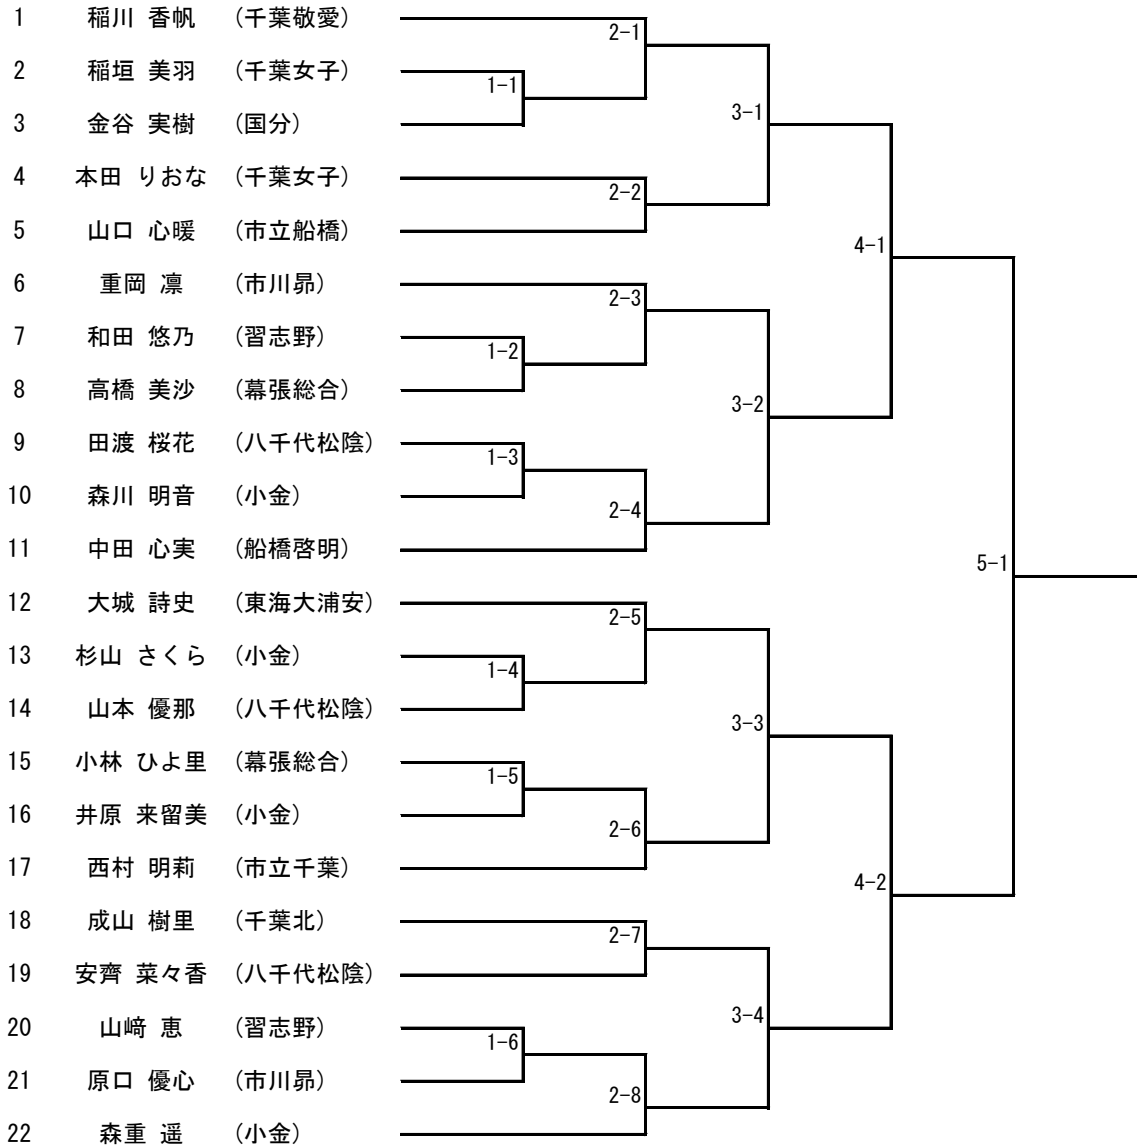 1 稲川 香帆 (千葉敬愛)
2-1
2 稲垣 美羽 (千葉女子)
1-1
3 金谷 実樹 (国分)
3-1
4 本田 りおな (千葉女子)
2-2
5 山口 心暖 (市立船橋)
4-1
6 重岡 凛 (市川昴)
2-3
7 和田 悠乃 (習志野)
1-2
8 高橋 美沙 (幕張総合)
3-2
9 田渡 桜花 (八千代松陰)
1-3
10 森川 明音 (小金)
2-4
11 中田 心実 (船橋啓明)
5-1
12 大城 詩史 (東海大浦安)
2-5
13 杉山 さくら (小金)
1-4
14 山本 優那 (八千代松陰)
3-3
15 小林 ひよ里 (幕張総合)
1-5
16 井原 来留美 (小金)
2-6
17 西村 明莉 (市立千葉)
4-2
18 成山 樹里 (千葉北)
2-7
19 安齊 菜々香 (八千代松陰)
3-4
20 山﨑 恵 (習志野)
1-6
21 原口 優心 (市川昴)
2-8
22 森重 遥 (小金)